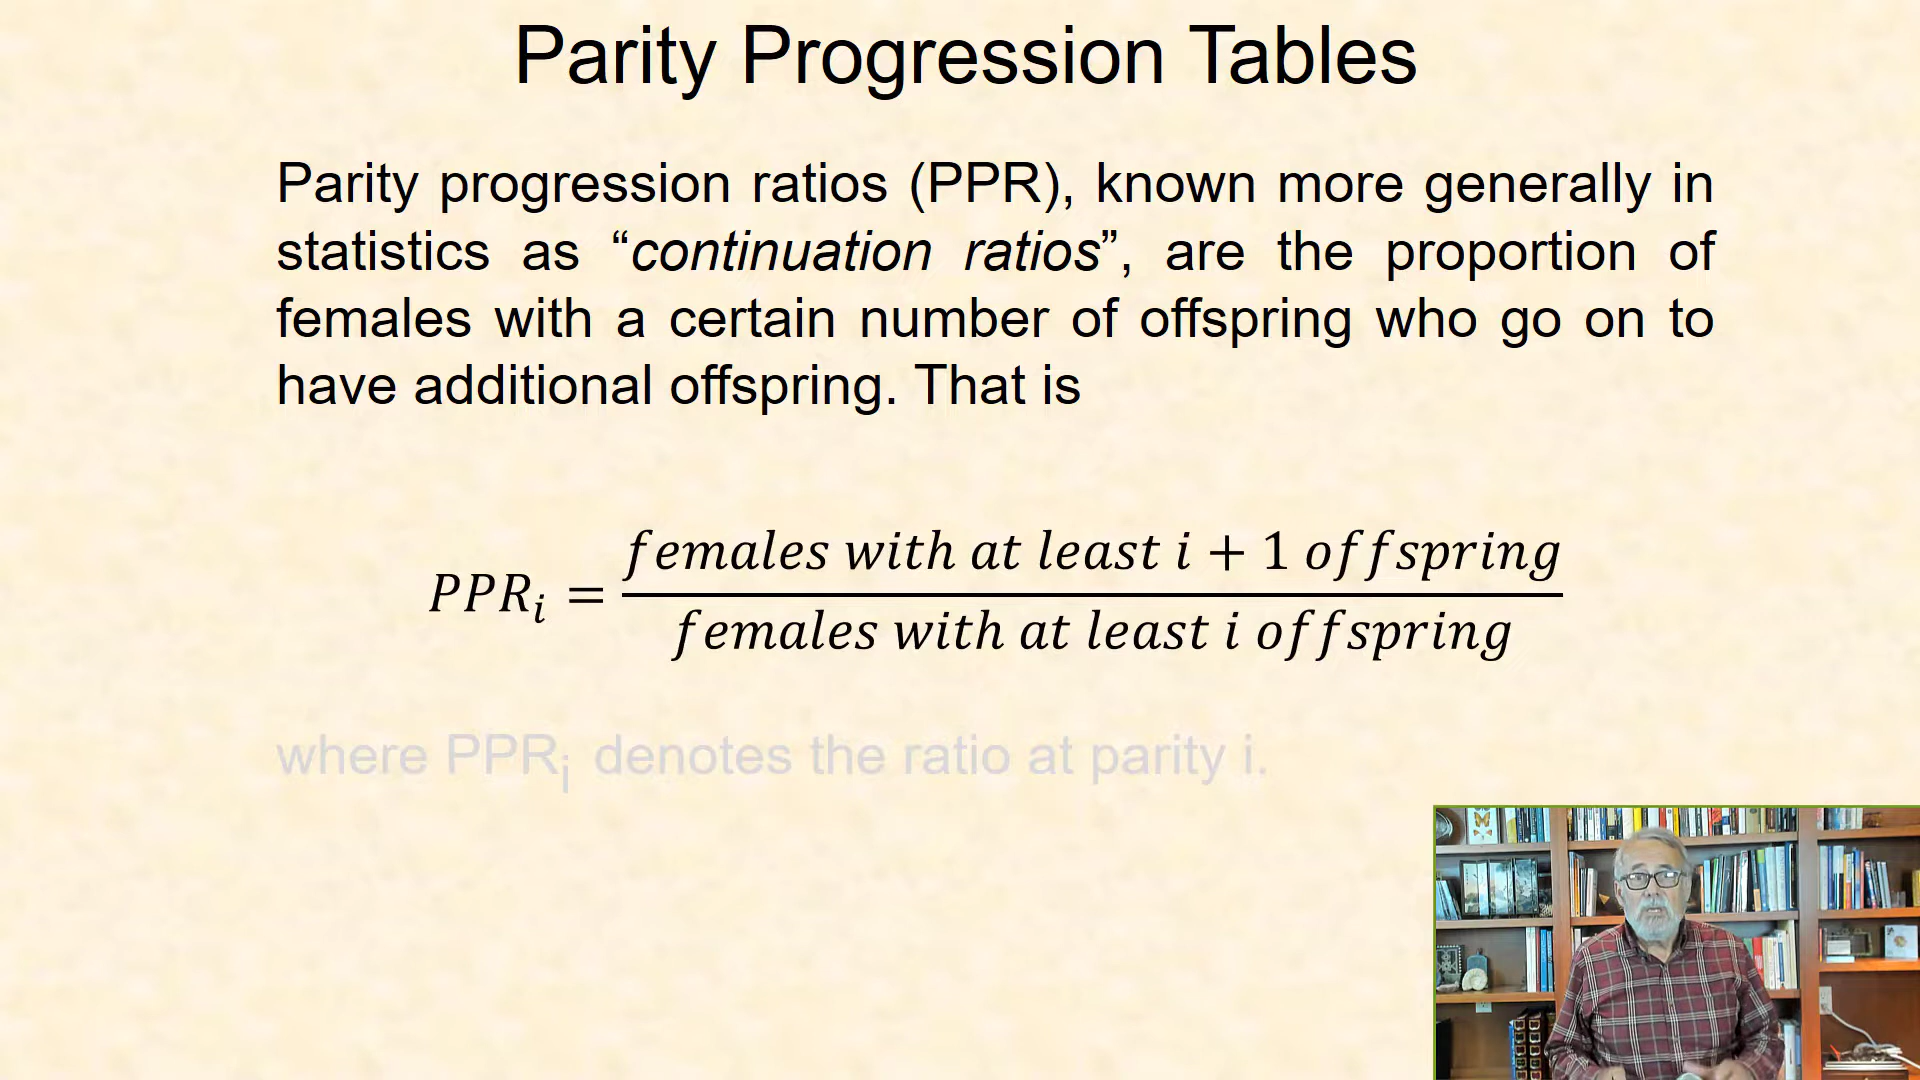 Parity Progression Tables
Parity progression ratios (PPR), known more generally in
statistics as “continuation ratios”, are the proportion of
females with a certain number of offspring who go on to
have additional offspring. That is
PPRᵢ = females with at least i + 1 offspring / females with at least i offspring
where PPRᵢ denotes the ratio at parity i.